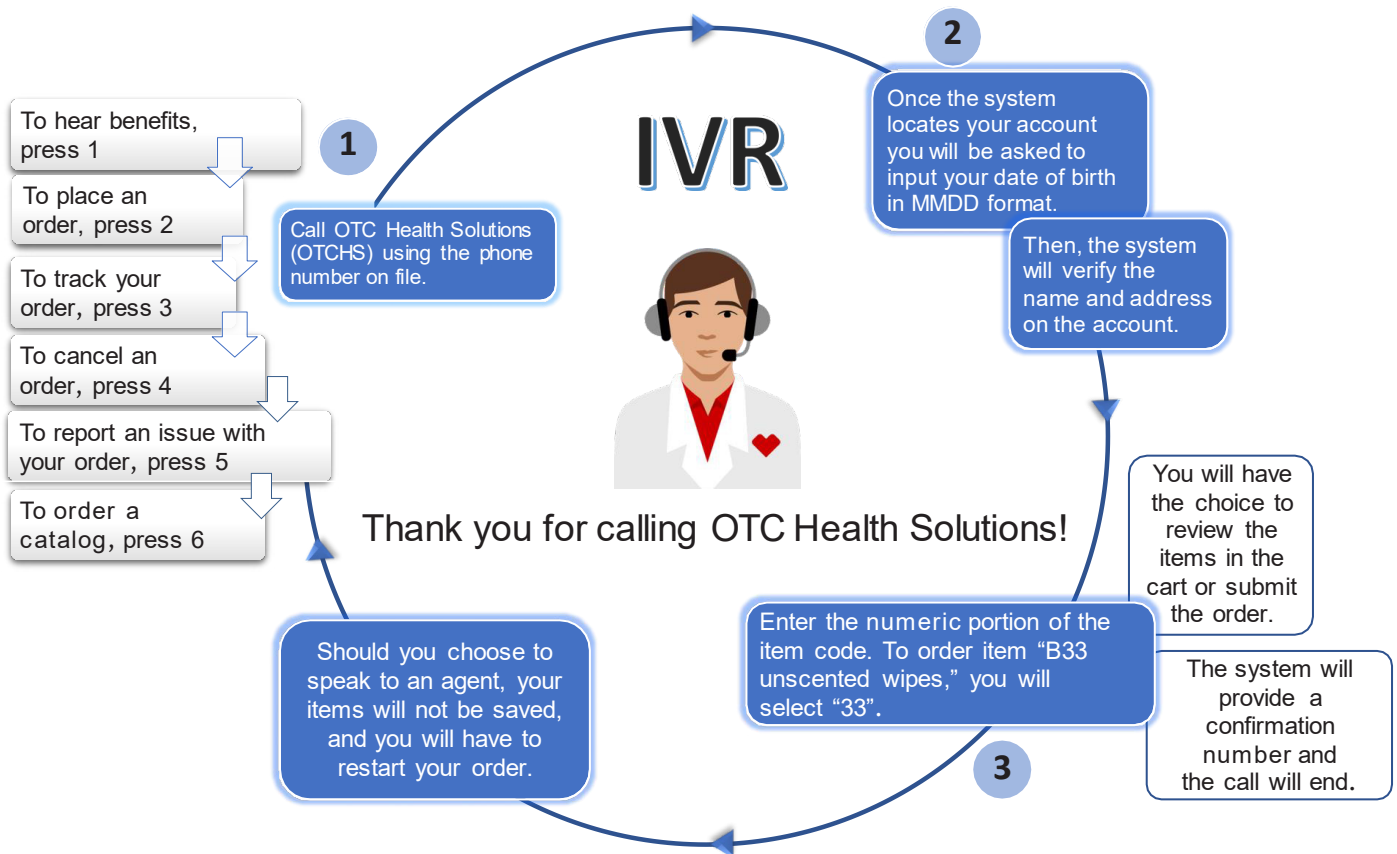 IVR
To hear benefits,
press 1
To place an
order, press 2
To track your
order, press 3
To cancel an
order, press 4
To report an issue with
your order, press 5
To order a
catalog, press 6
1
Call OTC Health Solutions
(OTCHS) using the phone
number on file.
2
Once the system
locates your account
you will be asked to
input your date of birth
in MMDD format.
Then, the system
will verify the
name and address
on the account.
Thank you for calling OTC Health Solutions!
3
Enter the numeric portion of the
item code. To order item “B33
unscented wipes,” you will
select “33”.
You will have
the choice to
review the
items in the
cart or submit
the order.
The system will
provide a
confirmation
number and
the call will end.
Should you choose to
speak to an agent, your
items will not be saved,
and you will have to
restart your order.